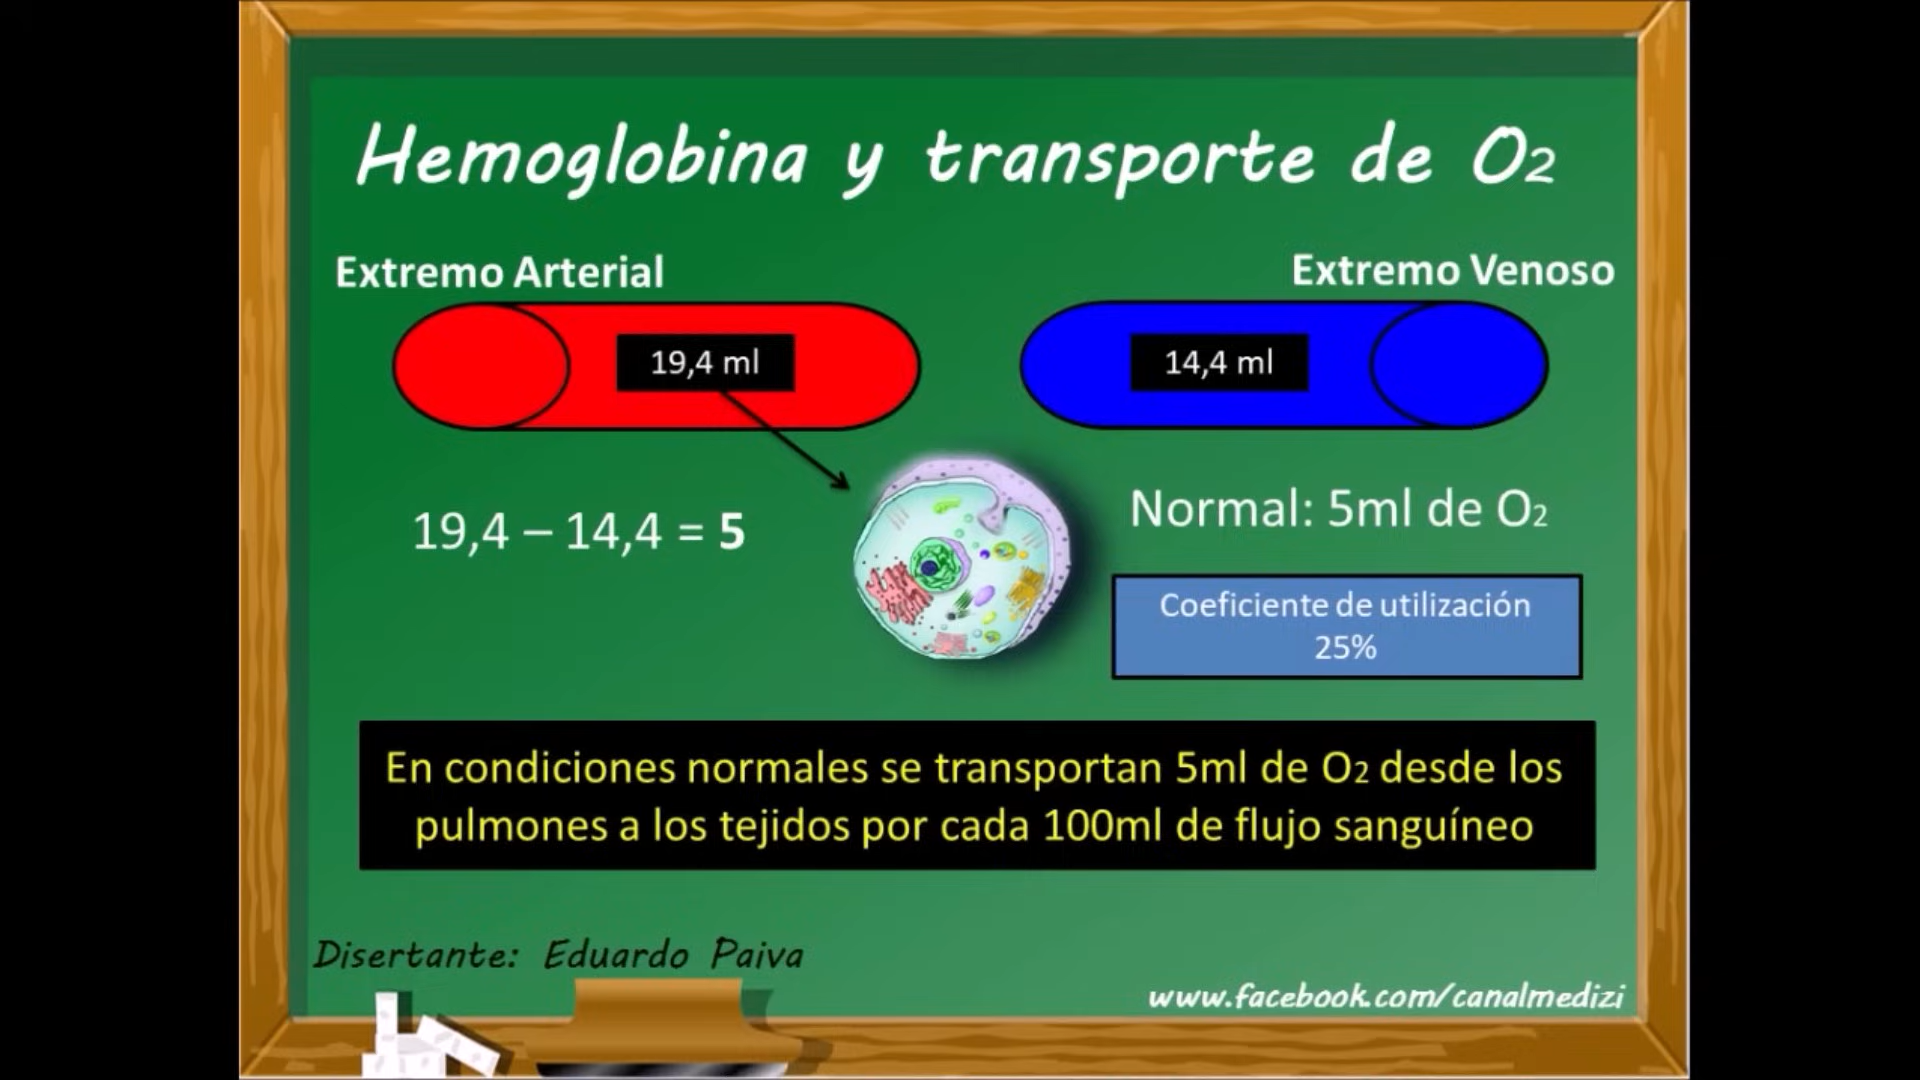 Hemoglobina y transporte de O2
Extremo Arterial
Extremo Venoso
19,4 ml
14,4 ml
19,4 – 14,4 = 5
Normal: 5ml de O2
Coeficiente de utilización
25%
En condiciones normales se transportan 5ml de O2 desde los
pulmones a los tejidos por cada 100ml de flujo sanguíneo
Disertante: Eduardo Paiva
www.facebook.com/canalmedizi